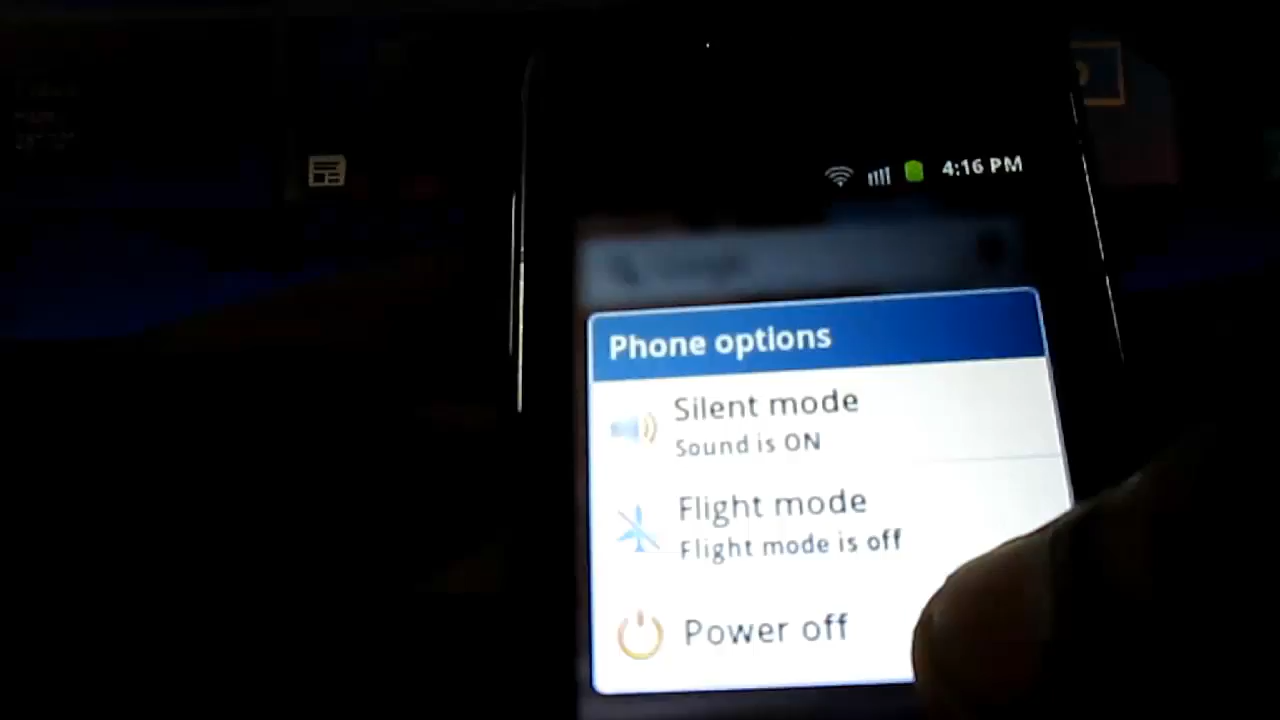 4:16 PM
Phone options
Silent mode
Sound is ON
Flight mode
Flight mode is off
Power off